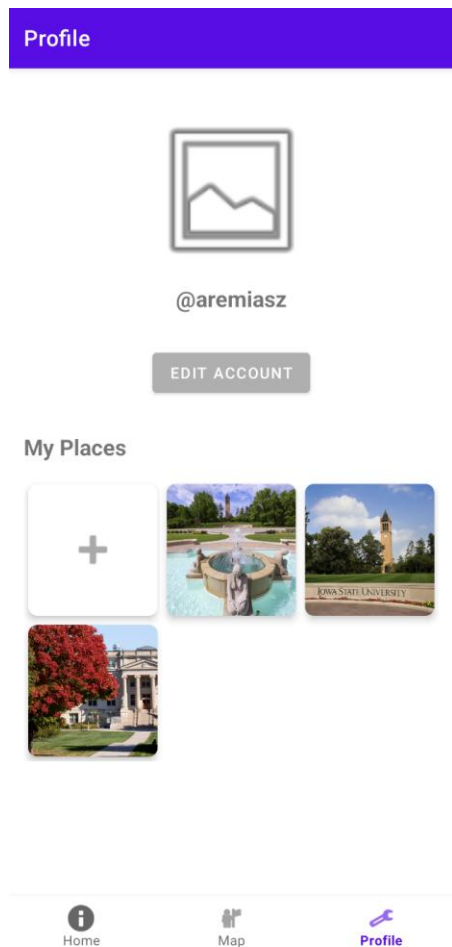 Profile
@aremiasz
EDIT ACCOUNT
My Places
IOWA STATE UNIVERSITY
Home
Map
Profile